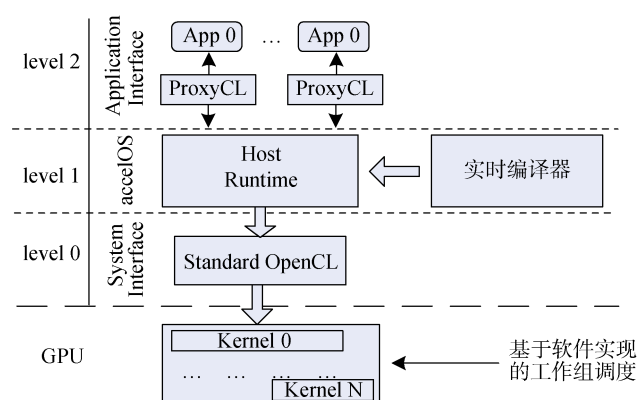 level 2
Application
Interface
App 0
…
App 0
ProxyCL
ProxyCL
level 1
accelOS
Host
Runtime
实时编译器
level 0
System
Interface
Standard OpenCL
GPU
Kernel 0
… … … …
Kernel N
基于软件实现
的工作组调度